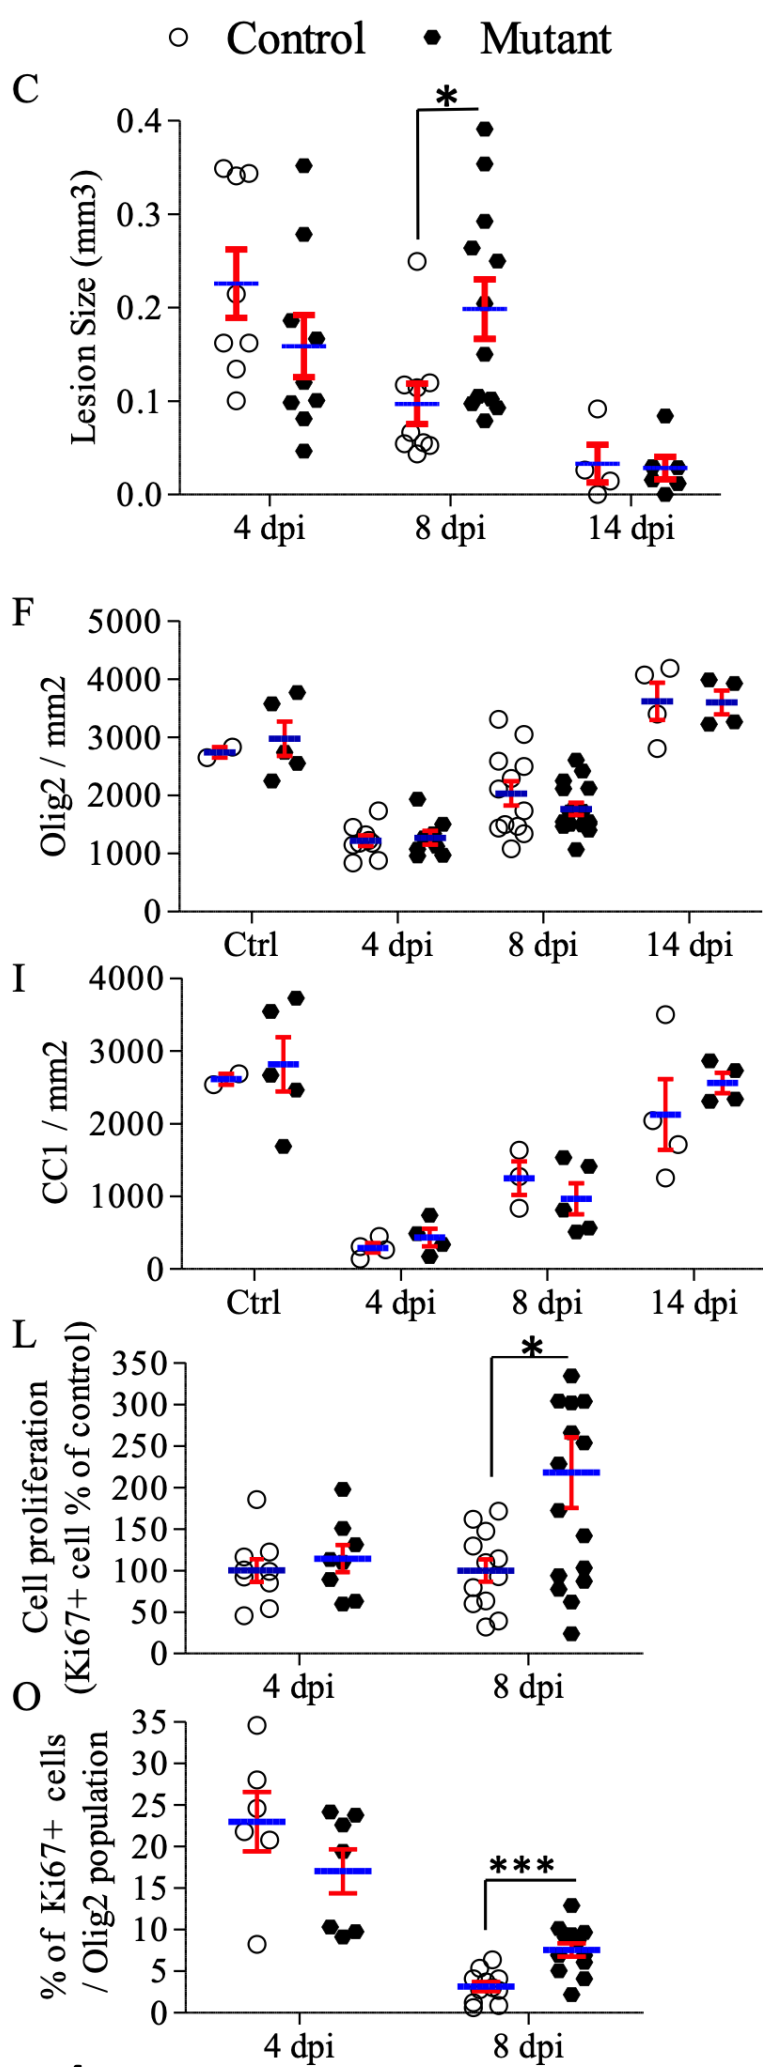 Control Mutant
C
*
Lesion Size (mm3)
0.4
0.3
0.2
0.1
0.0
4 dpi 8 dpi 14 dpi
F
Olig2 / mm2
5000
4000
3000
2000
1000
0
Ctrl 4 dpi 8 dpi 14 dpi
I
CC1 / mm2
4000
3000
2000
1000
0
Ctrl 4 dpi 8 dpi 14 dpi
L
*
Cell proliferation
(Ki67+ cell % of control)
350
300
250
200
150
100
50
0
4 dpi 8 dpi
O
% of Ki67+ cells
/ Olig2 population
35
30
25
20
15
10
5
0
***
4 dpi 8 dpi